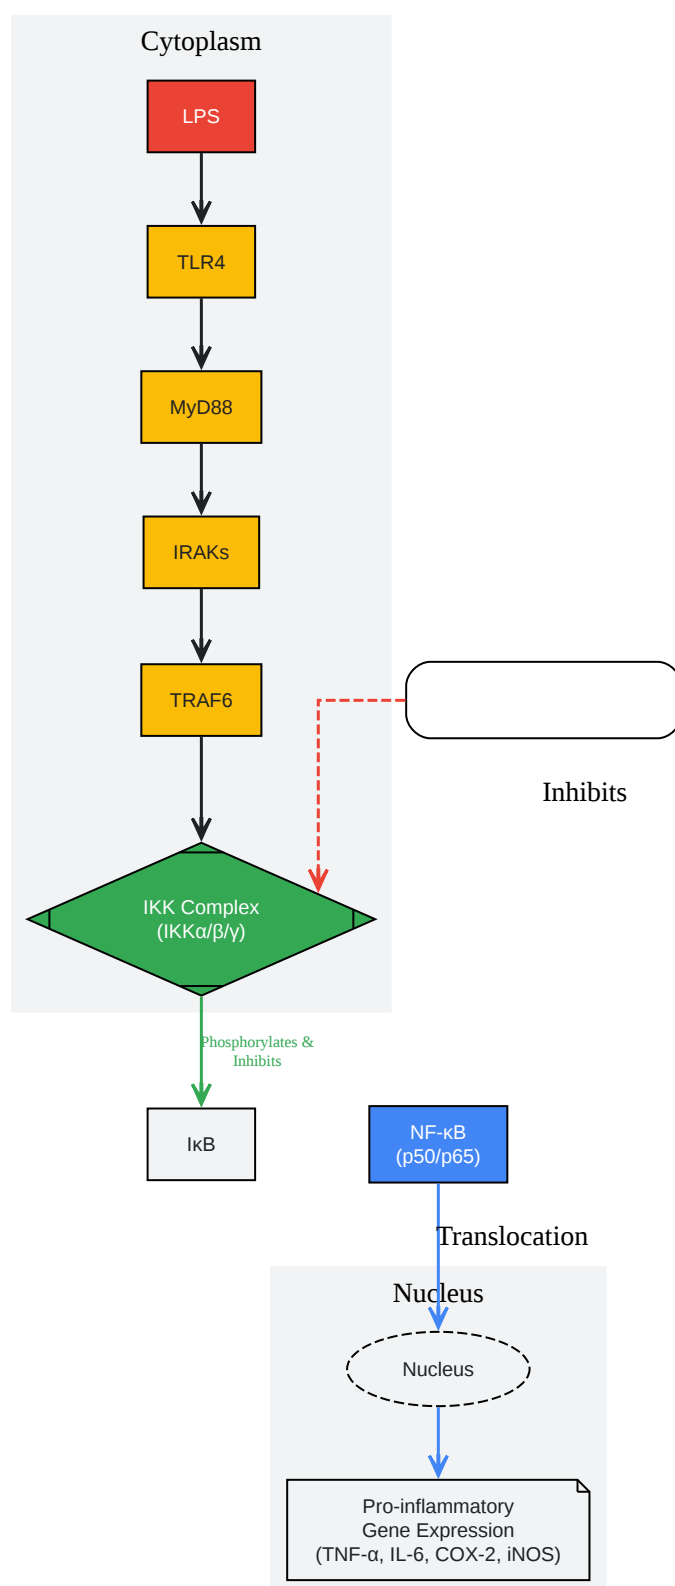 Cytoplasm
LPS
TLR4
MyD88
IRAKs
TRAF6
Inhibits
IKK Complex
(IKKα/β/γ)
Phosphorylates &
Inhibits
IκB
NF-κB
(p50/p65)
Translocation
Nucleus
Nucleus
Pro-inflammatory
Gene Expression
(TNF-α, IL-6, COX-2, iNOS)